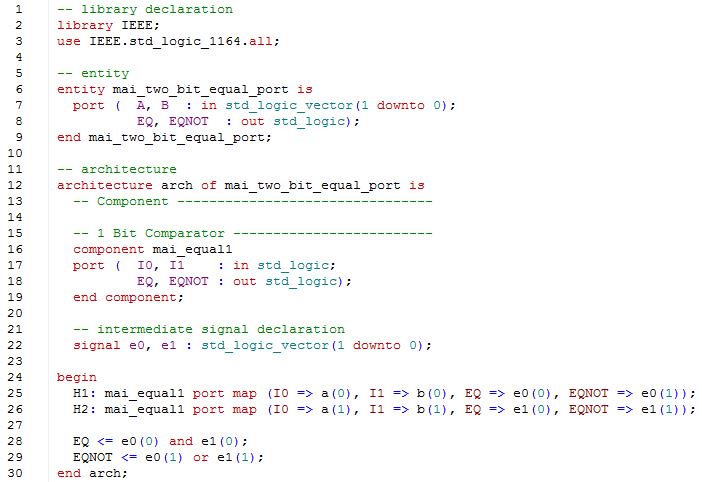 1 -- library declaration
2 library IEEE;
3 use IEEE.std_logic_1164.all;
4
5 -- entity
6 entity mai_two_bit_equal_port is
7   port (  A, B  : in std_logic_vector(1 downto 0);
8           EQ, EQNOT  : out std_logic);
9 end mai_two_bit_equal_port;
10
11 -- architecture
12 architecture arch of mai_two_bit_equal_port is
13   -- Component --------------------------------
14
15   -- 1 Bit Comparator -------------------------
16   component mai_equal1
17   port (  I0, I1    : in std_logic;
18           EQ, EQNOT : out std_logic);
19   end component;
20
21   -- intermediate signal declaration
22   signal e0, e1 : std_logic_vector(1 downto 0);
23
24 begin
25   H1: mai_equal1 port map (I0 => a(0), I1 => b(0), EQ => e0(0), EQNOT => e0(1));
26   H2: mai_equal1 port map (I0 => a(1), I1 => b(1), EQ => e1(0), EQNOT => e1(1));
27
28   EQ <= e0(0) and e1(0);
29   EQNOT <= e0(1) or e1(1);
30 end arch;